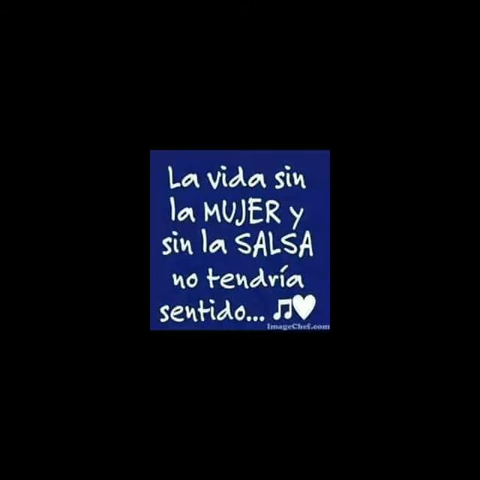 La vida sin
la MUJER y
sin la SALSA
no tendría
sentido... 🎵🤍
ImageChef.com